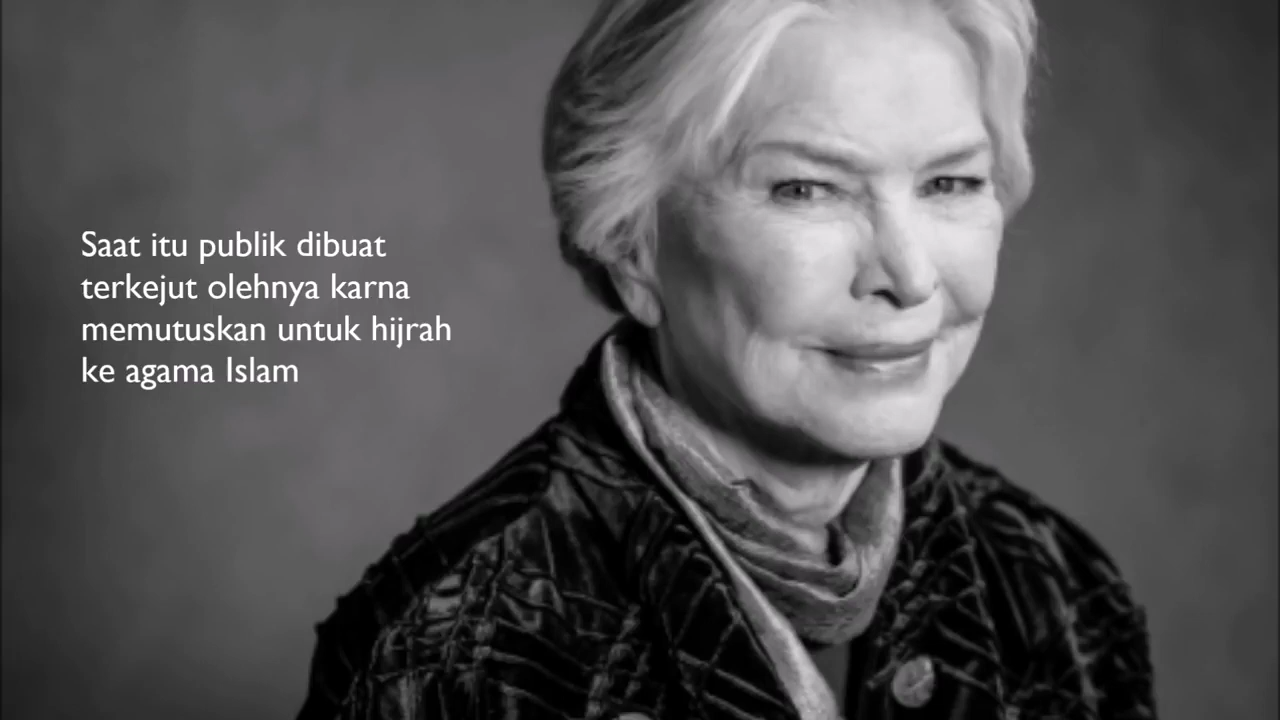 Saat itu publik dibuat
terkejut olehnya karna
memutuskan untuk hijrah
ke agama Islam